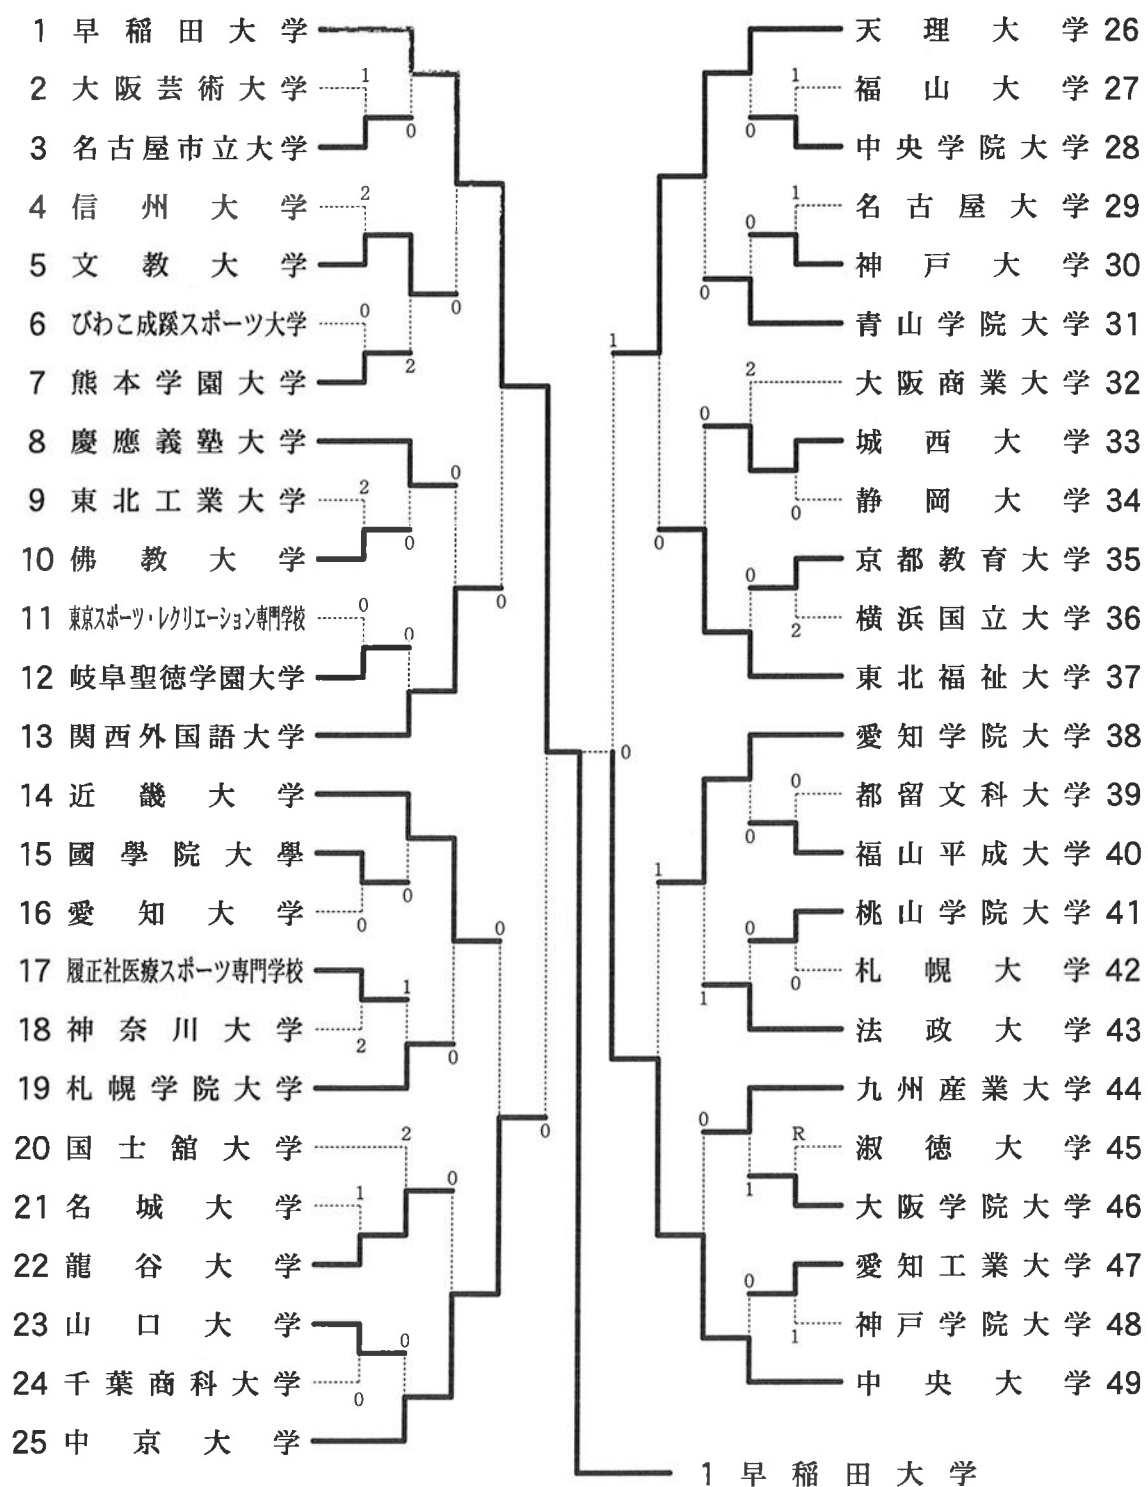 1 早稲田大学
1
2 大阪芸術大学
0
3 名古屋市立大学
2
4 信州大学
5 文教大学
0
0
6 びわこ成蹊スポーツ大学
2
7 熊本学園大学
8 慶應義塾大学
0
2
9 東北工業大学
0
10 佛教大学
0
0
11 東京スポーツ・レクリエーション専門学校
0
12 岐阜聖徳学園大学
13 関西外国語大学
14 近畿大学
15 國學院大學
0
16 愛知大学
0
0
17 履正社医療スポーツ専門学校
1
18 神奈川大学
2
0
19 札幌学院大学
0
2
20 国士舘大学
0
1
21 名城大学
22 龍谷大学
23 山口大学
0
24 千葉商科大学
0
25 中京大学
天理大学 26
1
福山大学 27
0
中央学院大学 28
1
名古屋大学 29
0
神戸大学 30
0
青山学院大学 31
1
2
大阪商業大学 32
0
城西大学 33
静岡大学 34
0
0
京都教育大学 35
0
横浜国立大学 36
2
東北福祉大学 37
愛知学院大学 38
0
0
都留文科大学 39
0
福山平成大学 40
1
桃山学院大学 41
0
札幌大学 42
0
1
法政大学 43
九州産業大学 44
0
R
淑徳大学 45
1
大阪学院大学 46
愛知工業大学 47
0
神戸学院大学 48
1
中央大学 49
1 早稲田大学